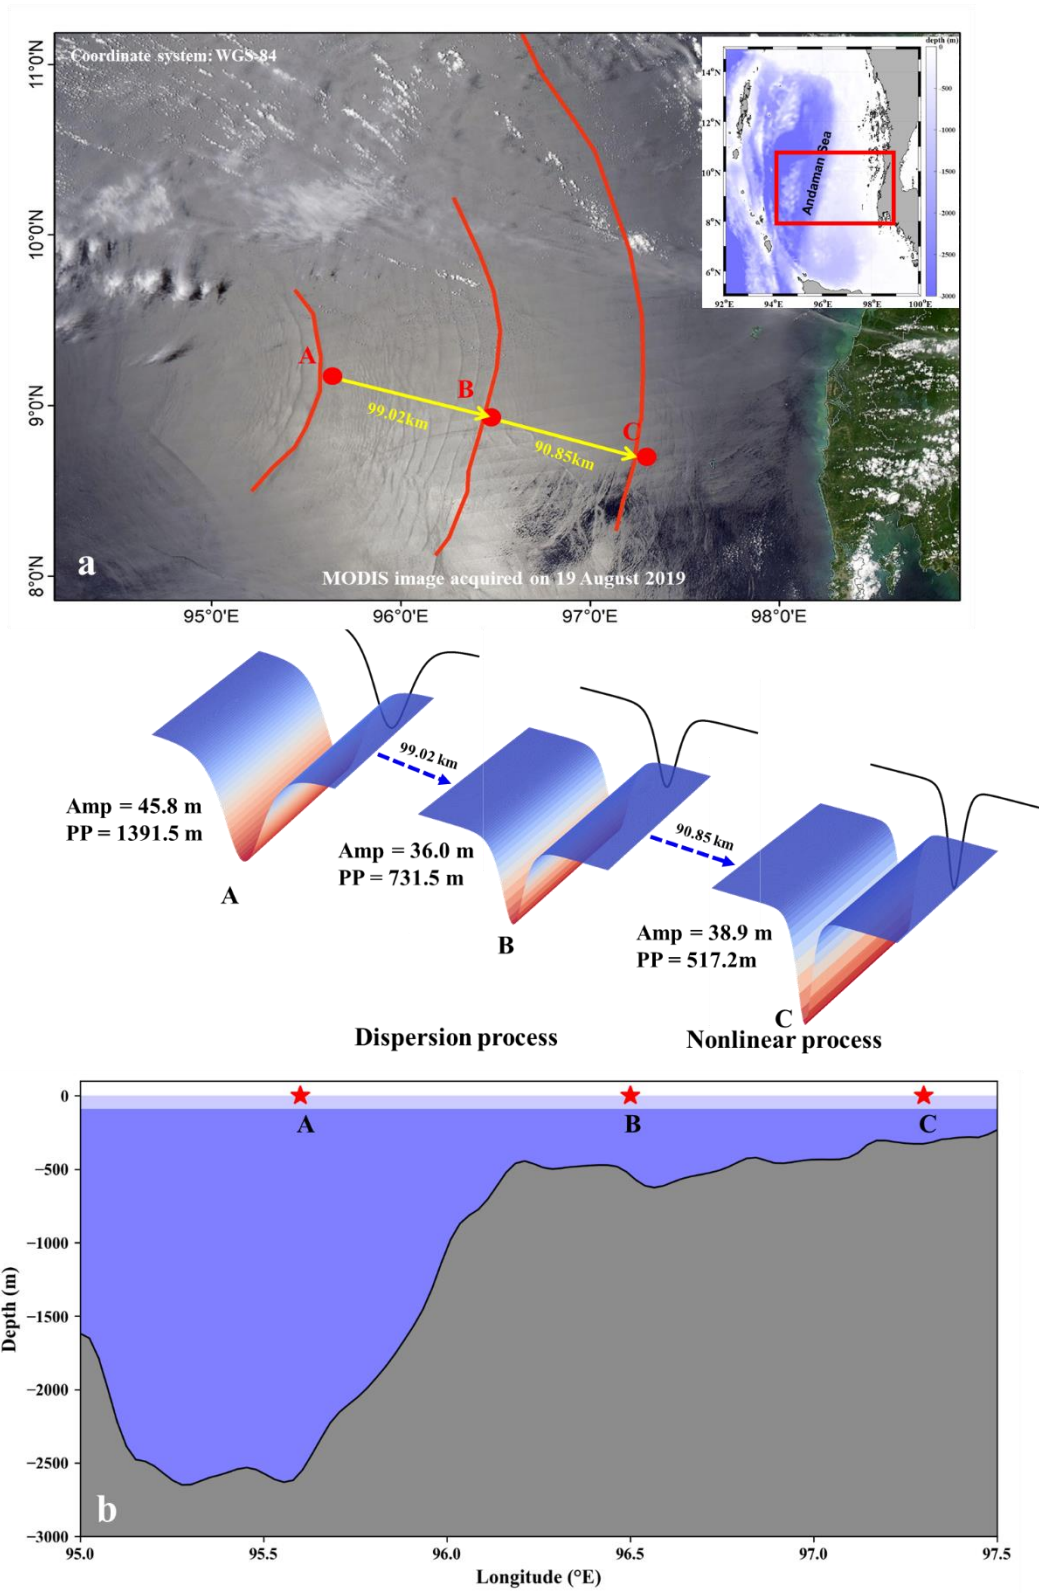 Coordinate system: WGS-84
11°0'N
10°0'N
9°0'N
8°0'N
A
B
C
99.02km
90.85km
a
MODIS image acquired on 19 August 2019
95°0'E
96°0'E
97°0'E
98°0'E
depth (m)
14°N
12°N
10°N
8°N
6°N
92°E
94°E
96°E
98°E
100°E
Andaman Sea
0
-500
-1000
-1500
-2000
-2500
-3000
Amp = 45.8 m
PP = 1391.5 m
A
99.02 km
Amp = 36.0 m
PP = 731.5 m
B
90.85 km
Amp = 38.9 m
PP = 517.2m
C
Dispersion process
Nonlinear process
0
−500
−1000
−1500
−2000
−2500
−3000
Depth (m)
A
B
C
b
95.0
95.5
96.0
96.5
97.0
97.5
Longitude (°E)